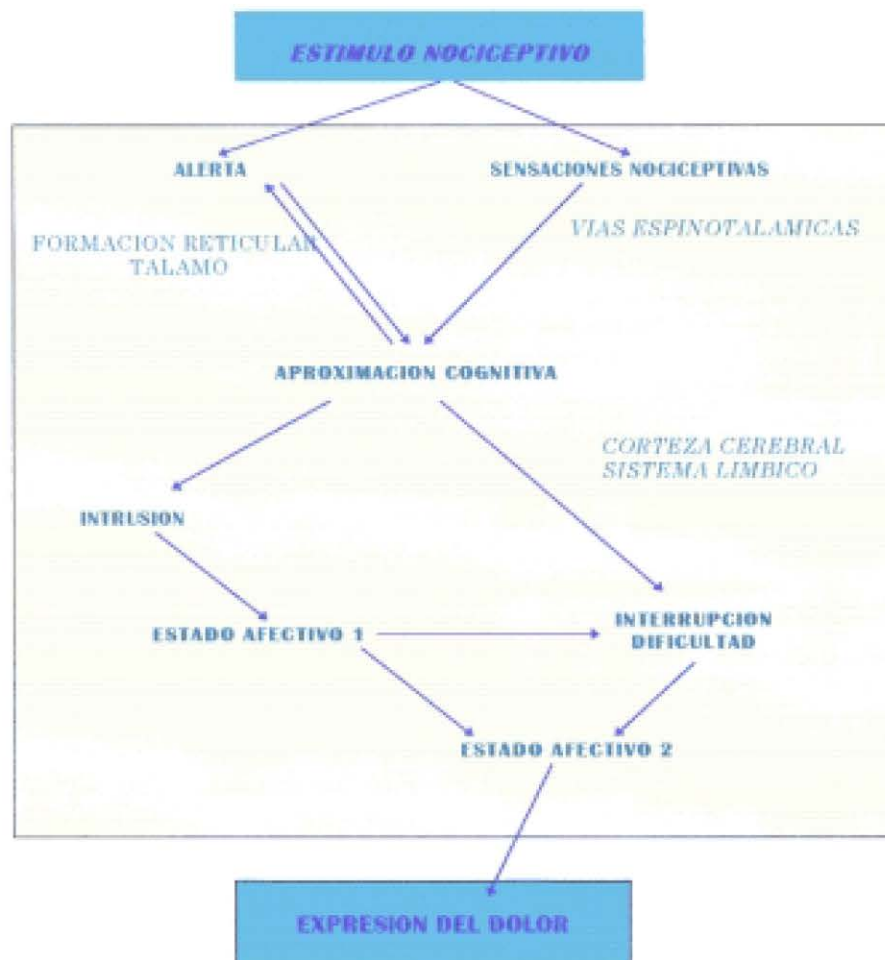 ESTIMULO NOCICEPTIVO
ALERTA
SENSACIONES NOCICEPTIVAS
FORMACION RETICULAR
TALAMO
VIAS ESPINOTALAMICAS
APROXIMACION COGNITIVA
CORTEZA CEREBRAL
SISTEMA LIMBICO
INTRUSION
ESTADO AFECTIVO 1
INTERRUPCION
DIFICULTAD
ESTADO AFECTIVO 2
EXPRESION DEL DOLOR